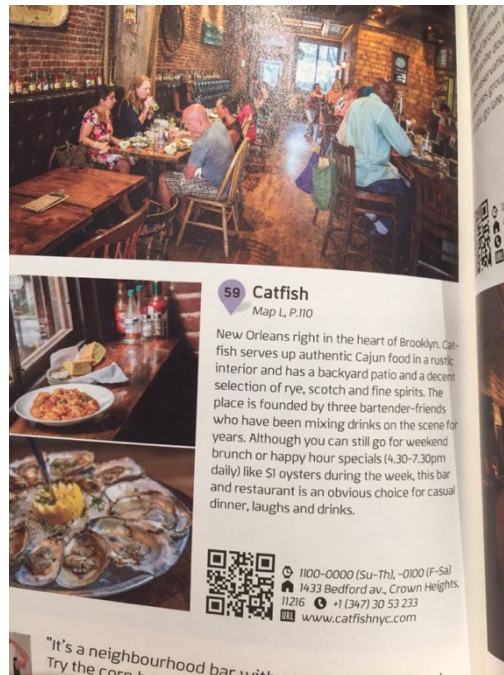 59 Catfish
Map L, P.110
New Orleans right in the heart of Brooklyn. Cat-
fish serves up authentic Cajun food in a rustic
interior and has a backyard patio and a decent
selection of rye, scotch and fine spirits. The
place is founded by three bartender-friends
who have been mixing drinks on the scene for
years. Although you can still go for weekend
brunch or happy hour specials (4.30-7.30pm
daily) like $1 oysters during the week, this bar
and restaurant is an obvious choice for casual
dinner, laughs and drinks.
1100-0000 (Su-Th), -0100 (F-Sa)
1433 Bedford av., Crown Heights,
11216 +1 (347) 30 53 233
URL www.catfishnyc.com
"It's a neighbourhood bar with
Try the corn